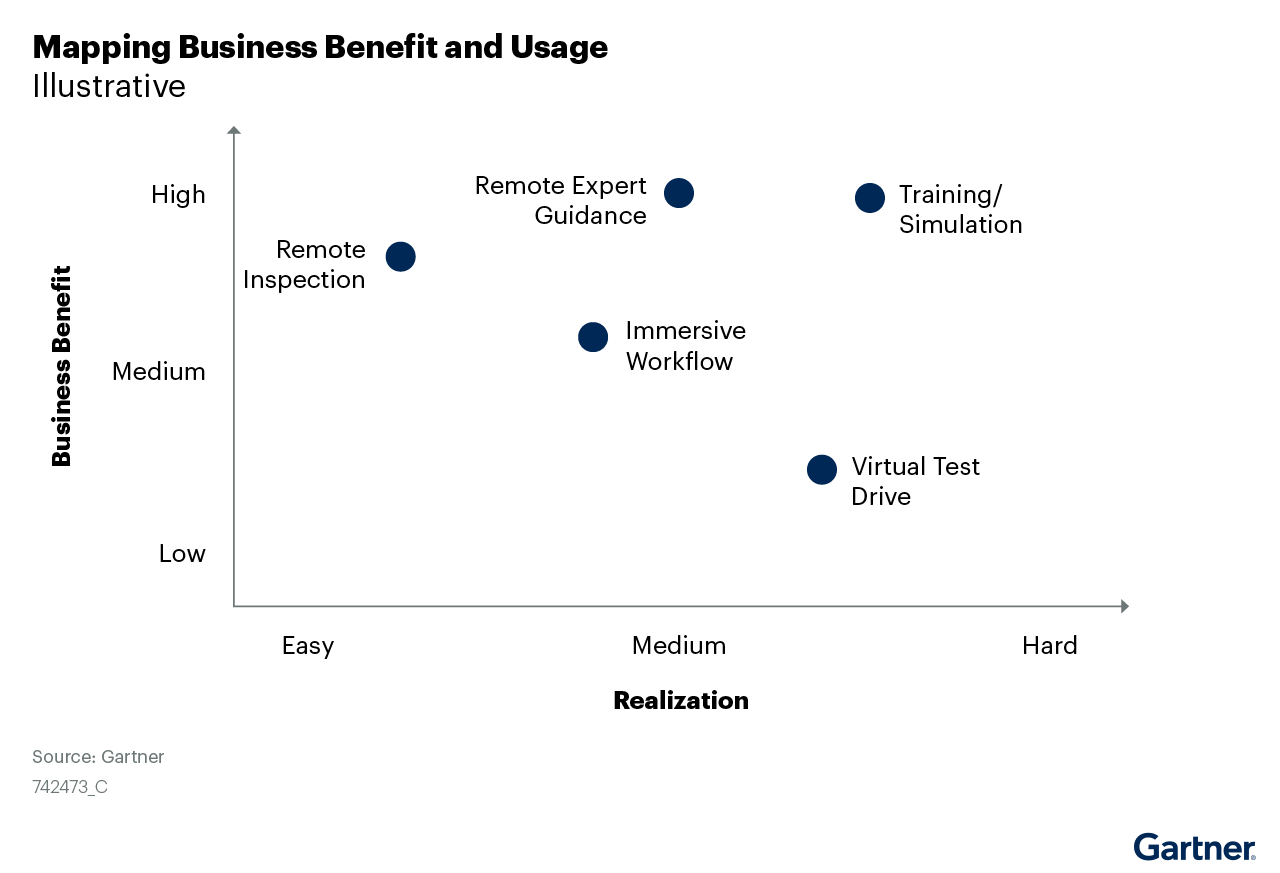 Mapping Business Benefit and Usage
Illustrative
High
Remote Expert
Guidance
Training/
Simulation
Remote
Inspection
Immersive
Workflow
Business Benefit
Medium
Virtual Test
Drive
Low
Easy
Medium
Hard
Realization
Source: Gartner
742473_C
Gartner®